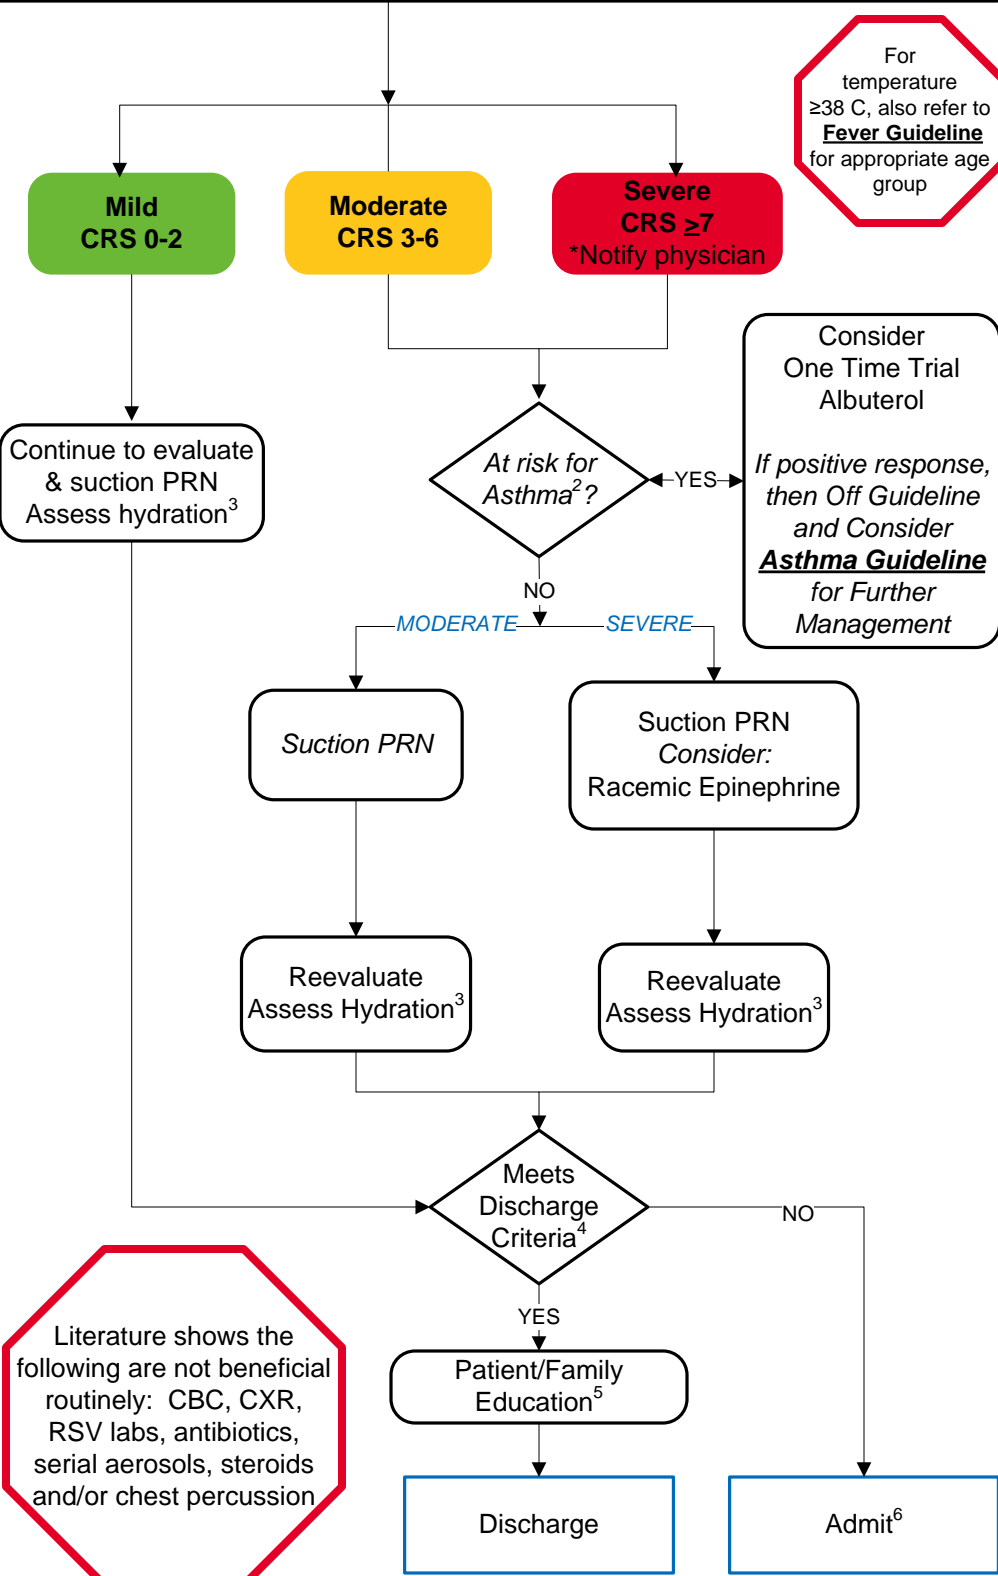 For
temperature
≥38 C, also refer to
Fever Guideline
for appropriate age
group
Mild
CRS 0-2
Moderate
CRS 3-6
Severe
CRS ≥7
*Notify physician
Consider
One Time Trial
Albuterol
If positive response,
then Off Guideline
and Consider
Asthma Guideline
for Further
Management
Continue to evaluate
& suction PRN
Assess hydration3
At risk for
Asthma2?
YES
NO
MODERATE
SEVERE
Suction PRN
Suction PRN
Consider:
Racemic Epinephrine
Reevaluate
Assess Hydration3
Reevaluate
Assess Hydration3
Meets
Discharge
Criteria4
NO
YES
Literature shows the
following are not beneficial
routinely: CBC, CXR,
RSV labs, antibiotics,
serial aerosols, steroids
and/or chest percussion
Patient/Family
Education5
Discharge
Admit6